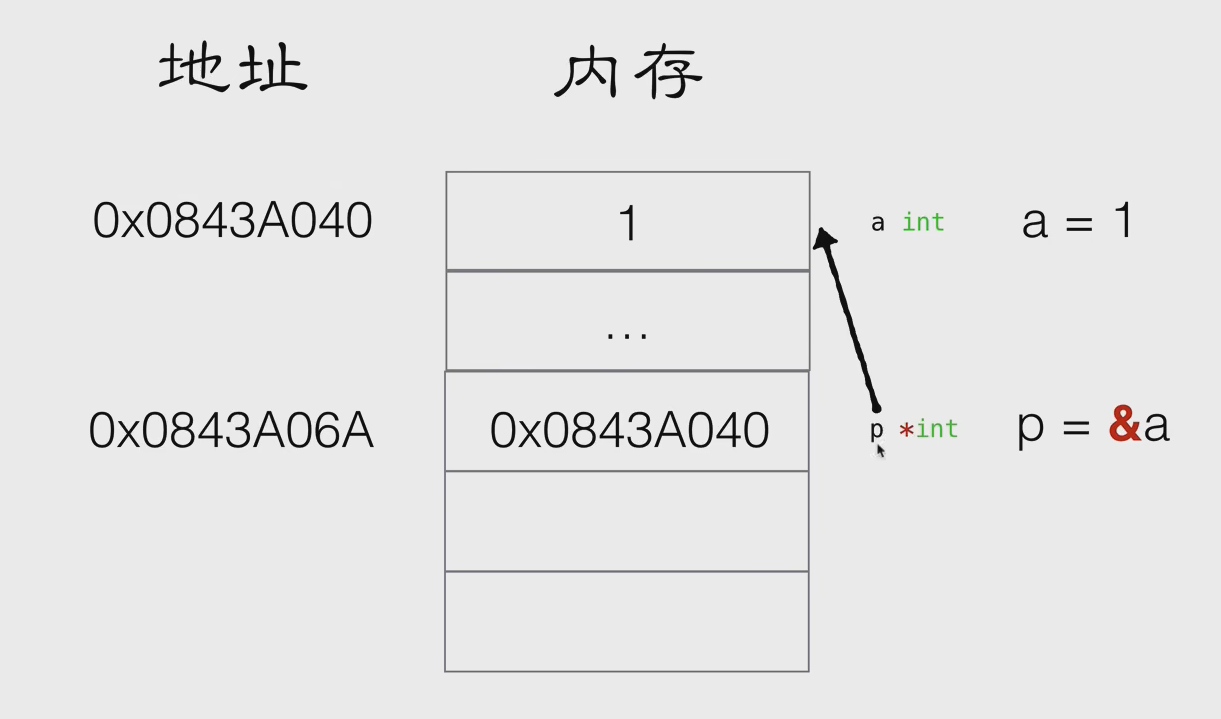 地址 内存
0x0843A040 1 a int a = 1
...
0x0843A06A 0x0843A040 p *int p = &a